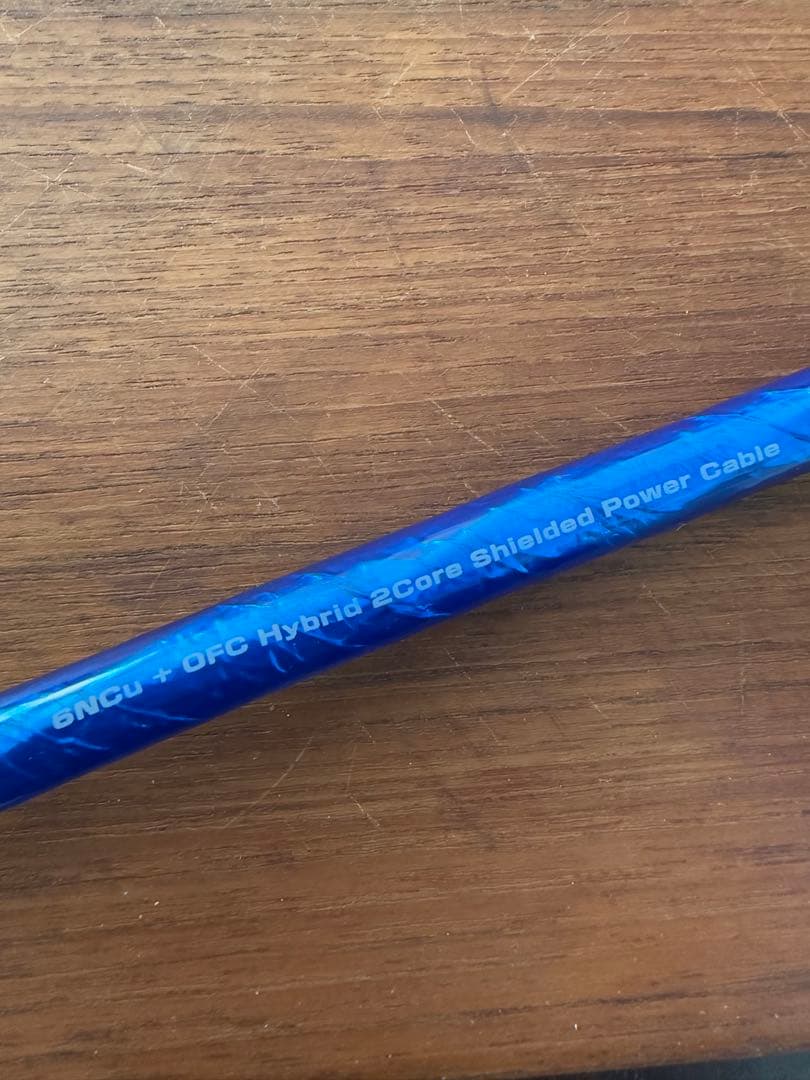 6NCu + OFC Hybrid 2Core Shielded Power Cable